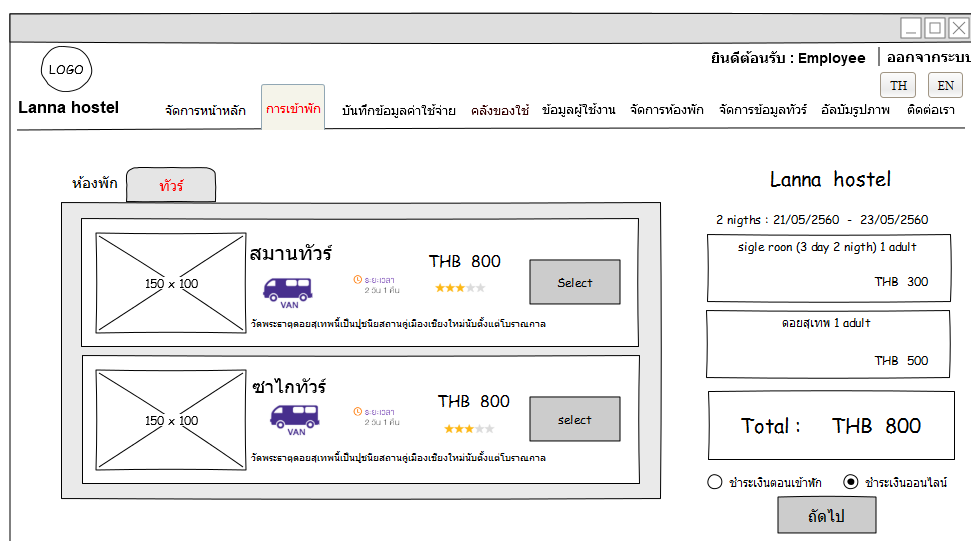 ยินดีต้อนรับ : Employee ออกจากระบบ
LOGO
TH EN
Lanna hostel จัดการหน้าหลัก การเข้าพัก บันทึกข้อมูลค่าใช้จ่าย คลังของใช้ ข้อมูลผู้ใช้งาน จัดการห้องพัก จัดการข้อมูลทัวร์ อัลบัมรูปภาพ ติดต่อเรา
ห้องพัก ทัวร์
150 x 100
สมานทัวร์
VAN
ระยะเวลา
2 วัน 1 คืน
THB 800
Select
วัดพระธาตุดอยสุเทพนี้เป็นปูชนียสถานคู่เมืองเชียงใหม่นับตั้งแต่โบราณกาล
150 x 100
ซาไกทัวร์
VAN
ระยะเวลา
2 วัน 1 คืน
THB 800
select
วัดพระธาตุดอยสุเทพนี้เป็นปูชนียสถานคู่เมืองเชียงใหม่นับตั้งแต่โบราณกาล
Lanna hostel
2 nigths : 21/05/2560 - 23/05/2560
sigle roon (3 day 2 nigth) 1 adult
THB 300
ดอยสุเทพ 1 adult
THB 500
Total : THB 800
ชำระเงินตอนเข้าพัก ชำระเงินออนไลน์
ถัดไป